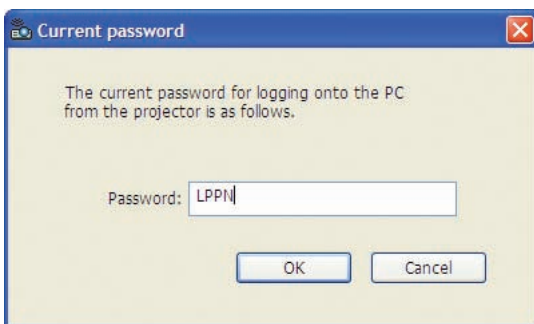 Current password
The current password for logging onto the PC
from the projector is as follows.
Password: LPPN
OK Cancel